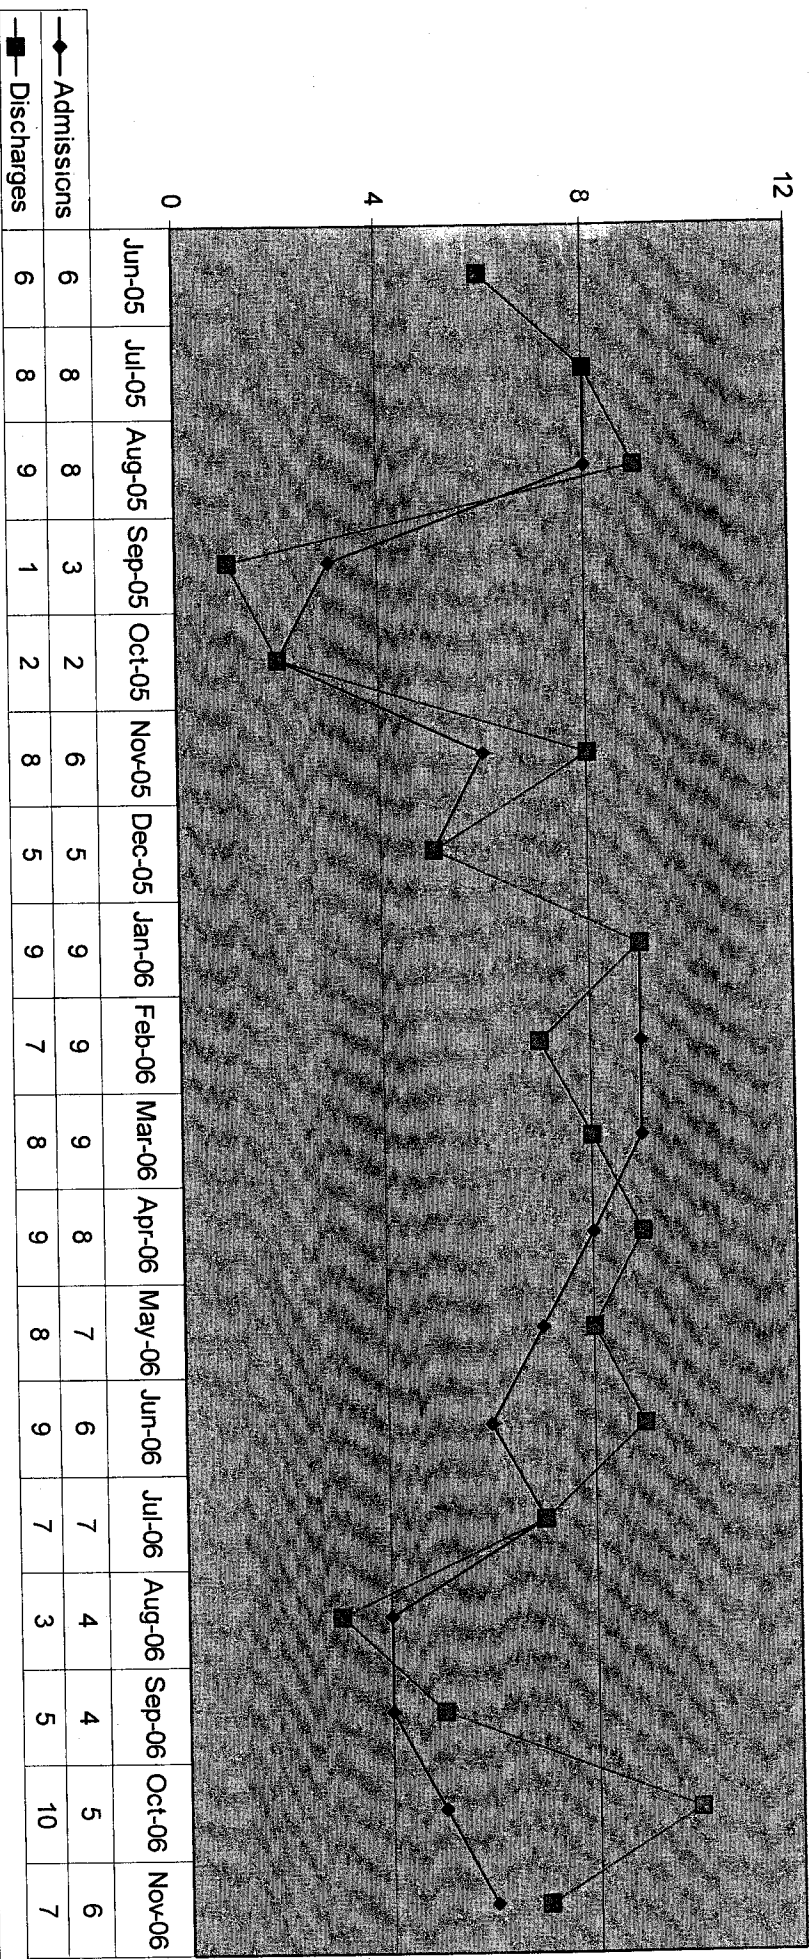 12
8
4
0
Jun-05 Jul-05 Aug-05 Sep-05 Oct-05 Nov-05 Dec-05 Jan-06 Feb-06 Mar-06 Apr-06 May-06 Jun-06 Jul-06 Aug-06 Sep-06 Oct-06 Nov-06
Admissions 6 8 8 3 2 6 5 9 9 9 8 7 6 7 4 4 5 6
Discharges 6 8 9 1 2 8 5 9 7 8 9 8 9 7 3 5 10 7